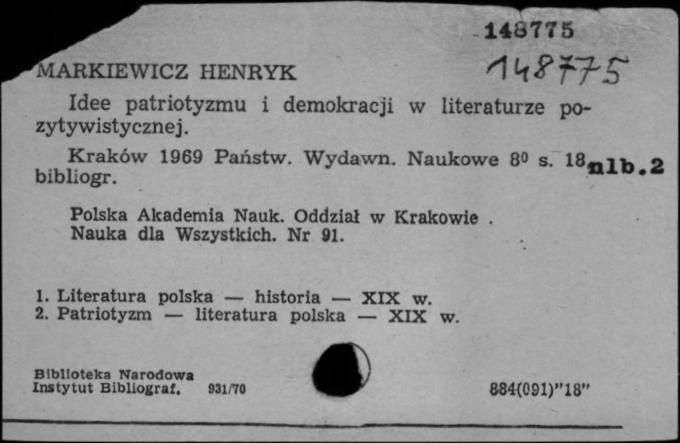 148775
148775
MARKIEWICZ HENRYK
Idee patriotyzmu i demokracji w literaturze po-
zytywistycznej.
Kraków 1969 Państw. Wydawn. Naukowe 8⁰ s. 18 nlb.2
bibliogr.
Polska Akademia Nauk. Oddział w Krakowie .
Nauka dla Wszystkich. Nr 91.
1. Literatura polska — historia — XIX w.
2. Patriotyzm — literatura polska — XIX w.
Biblioteka Narodowa
Instytut Bibliograf. 931/70 884(091)"18"